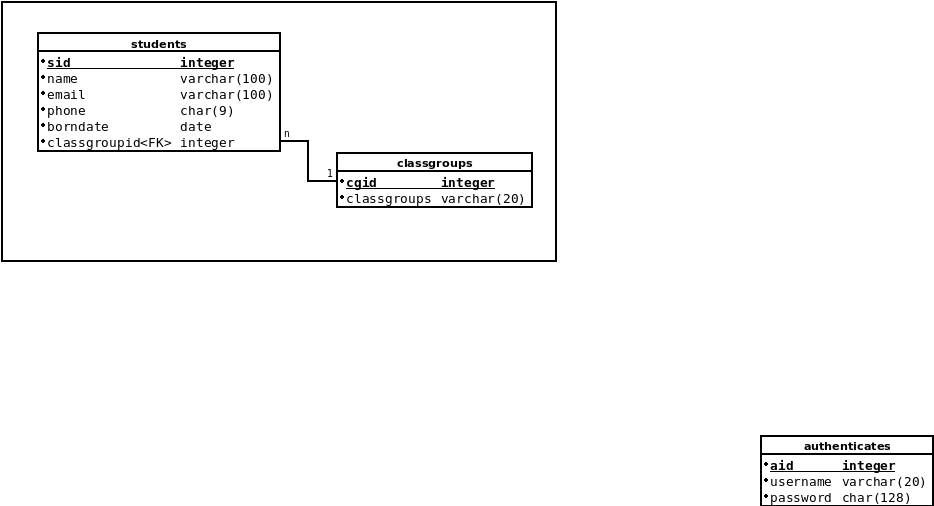 students
sid integer
name varchar(100)
email varchar(100)
phone char(9)
borndate date
classgroupid<FK> integer
n
1
classgroups
cgid integer
classgroups varchar(20)
authenticates
aid integer
username varchar(20)
password char(128)